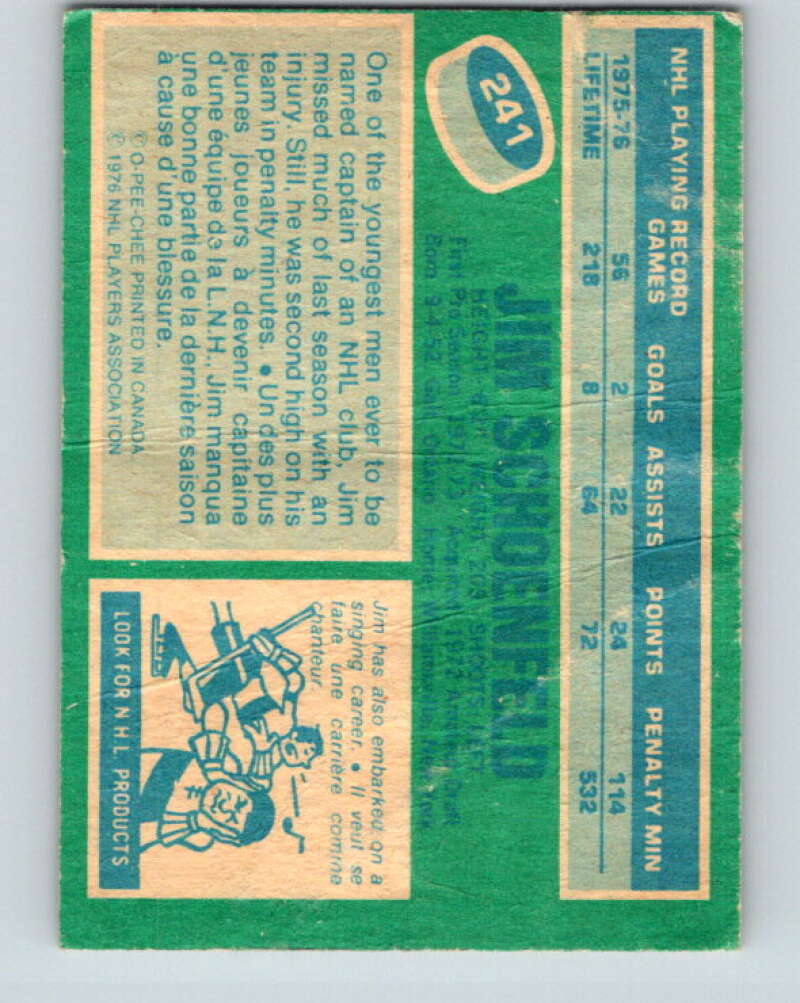 241
JIM SCHOENFELD
NHL PLAYING RECORD
GAMES GOALS ASSISTS POINTS PENALTY MIN
1975-76 56 2 22 24 114
LIFETIME 218 8 64 72 532
One of the youngest men ever to be
named captain of an NHL club, Jim
missed much of last season with an
injury. Still, he was second high on his
team in penalty minutes. • Un des plus
jeunes joueurs à devenir capitaine
d'une équipe de la L.N.H., Jim manqua
une bonne partie de la dernière saison
à cause d'une blessure.
© O-PEE-CHEE PRINTED IN CANADA
© 1976 NHL PLAYERS ASSOCIATION
Jim has also embarked on a
singing career. • Il veut se
faire une carrière comme
chanteur.
LOOK FOR NHL PRODUCTS